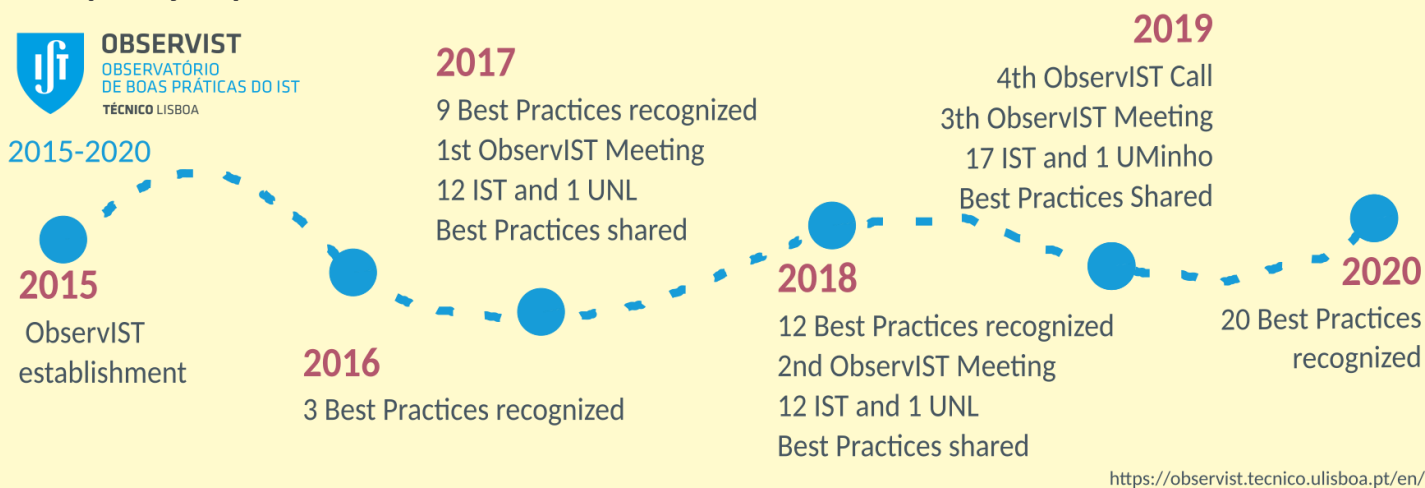 OBSERVIST
OBSERVATÓRIO
DE BOAS PRÁTICAS DO IST
TÉCNICO LISBOA
2015-2020
2015
ObservIST
establishment
2016
3 Best Practices recognized
2017
9 Best Practices recognized
1st ObservIST Meeting
12 IST and 1 UNL
Best Practices shared
2018
12 Best Practices recognized
2nd ObservIST Meeting
12 IST and 1 UNL
Best Practices shared
2019
4th ObservIST Call
3th ObservIST Meeting
17 IST and 1 UMinho
Best Practices Shared
2020
20 Best Practices
recognized
https://observist.tecnico.ulisboa.pt/en/